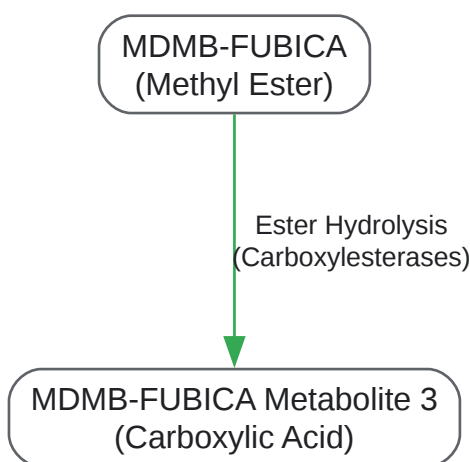 MDMB-FUBICA
(Methyl Ester)
Ester Hydrolysis
(Carboxylesterases)
MDMB-FUBICA Metabolite 3
(Carboxylic Acid)